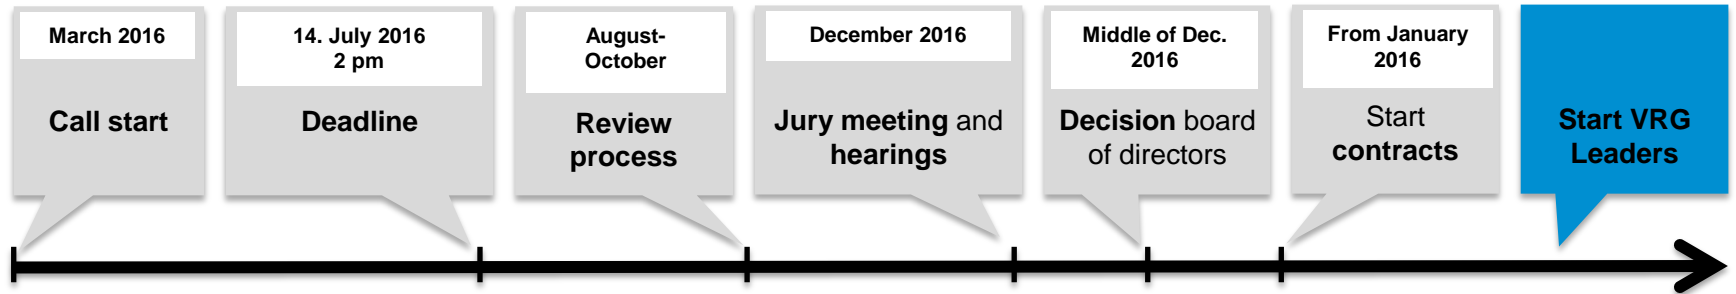 March 2016
Call start
14. July 2016
2 pm
Deadline
August-
October
Review
process
December 2016
Jury meeting and
hearings
Middle of Dec.
2016
Decision board
of directors
From January
2016
Start
contracts
Start VRG
Leaders